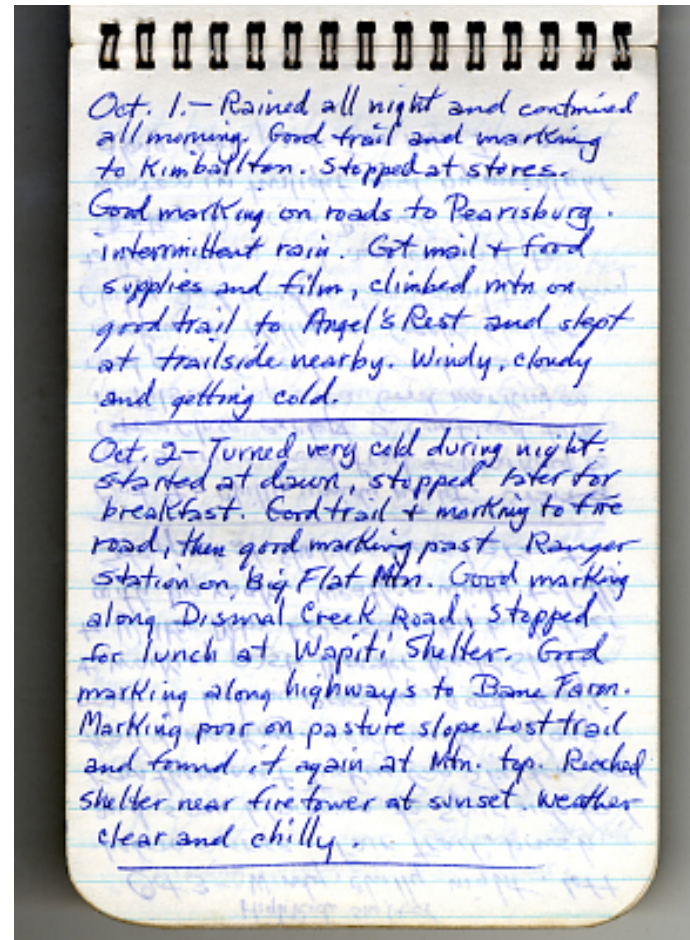 Oct. 1.— Rained all night and continued
all morning. Good trail and marking
to Kimballton. Stopped at stores.
Good marking on roads to Pearisburg.
intermittent rain. Got mail + food
supplies and film, climbed mtn on
good trail to Angel's Rest and slept
at trailside nearby. Windy, cloudy
and getting cold.
Oct. 2— Turned very cold during night.
started at dawn, stopped later for
breakfast. Good trail + marking to fire
road, then good marking past Ranger
Station on Big Flat Mtn. Good marking
along Dismal Creek Road, stopped
for lunch at Wapiti Shelter. Good
marking along highways to Bane Farm.
Marking poor on pasture slope. Lost trail
and found it again at Mtn. top. Reached
shelter near fire tower at sunset. weather
clear and chilly.